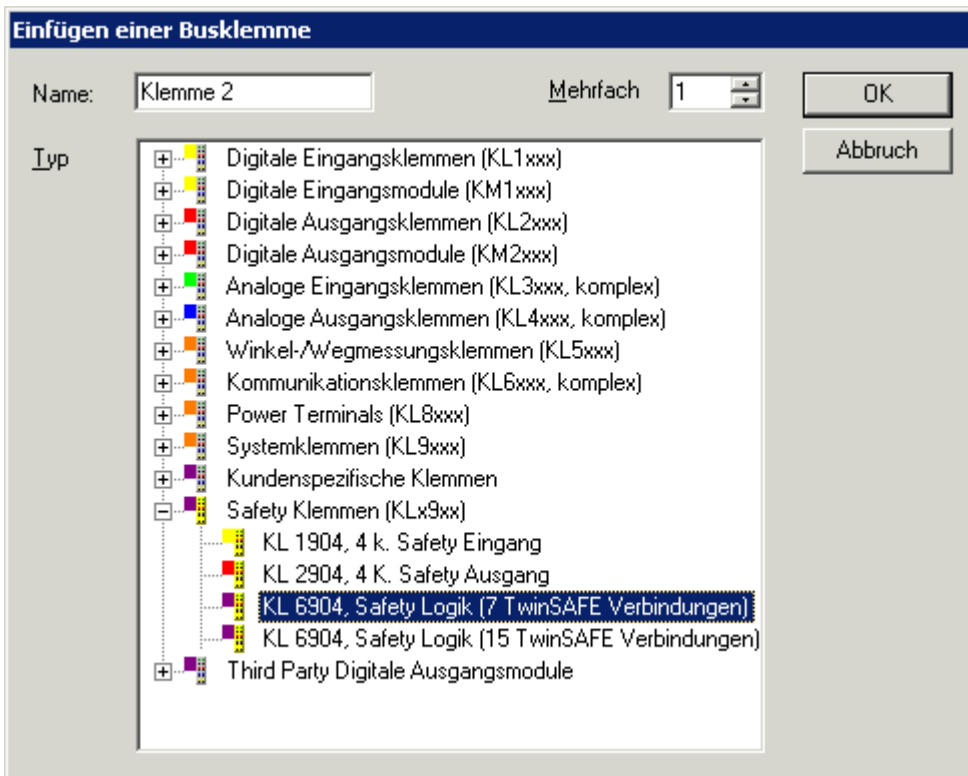 Einfügen einer Busklemme
Name: Klemme 2 Mehrfach 1 OK
Typ Abbruch
Digitale Eingangsklemmen (KL1xxx)
Digitale Eingangsmodule (KM1xxx)
Digitale Ausgangsklemmen (KL2xxx)
Digitale Ausgangsmodule (KM2xxx)
Analoge Eingangsklemmen (KL3xxx, komplex)
Analoge Ausgangsklemmen (KL4xxx, komplex)
Winkel-/Wegmessungsklemmen (KL5xxx)
Kommunikationsklemmen (KL6xxx, komplex)
Power Terminals (KL8xxx)
Systemklemmen (KL9xxx)
Kundenspezifische Klemmen
Safety Klemmen (KLx9xx)
KL 1904, 4 k. Safety Eingang
KL 2904, 4 K. Safety Ausgang
KL 6904, Safety Logik (7 TwinSAFE Verbindungen)
KL 6904, Safety Logik (15 TwinSAFE Verbindungen)
Third Party Digitale Ausgangsmodule